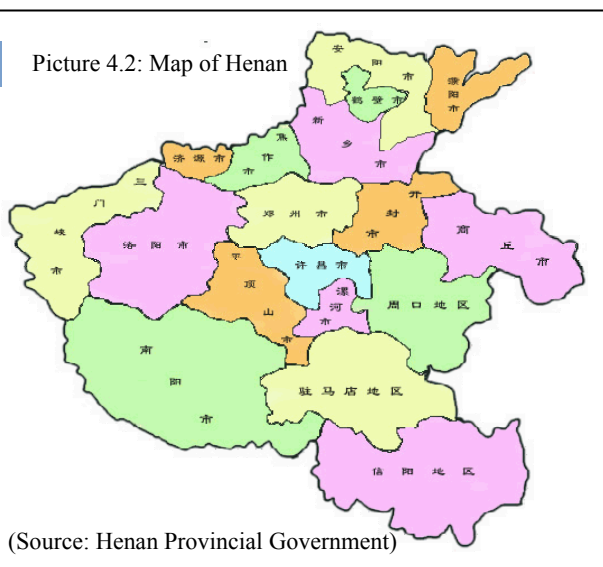 Picture 4.2: Map of Henan
安阳市
濮阳市
鹤壁市
新乡市
焦作市
济源市
三门峡市
洛阳市
郑州市
开封市
商丘市
许昌市
平顶山市
漯河市
周口地区
南阳市
驻马店地区
信阳地区
(Source: Henan Provincial Government)